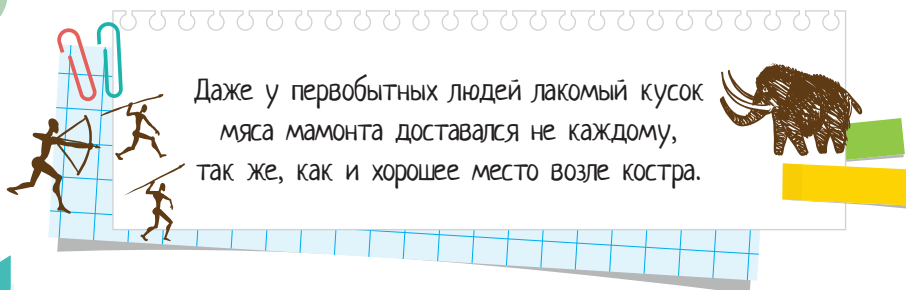 Даже у первобытных людей лакомый кусок
мяса мамонта доставался не каждому,
так же, как и хорошее место возле костра.